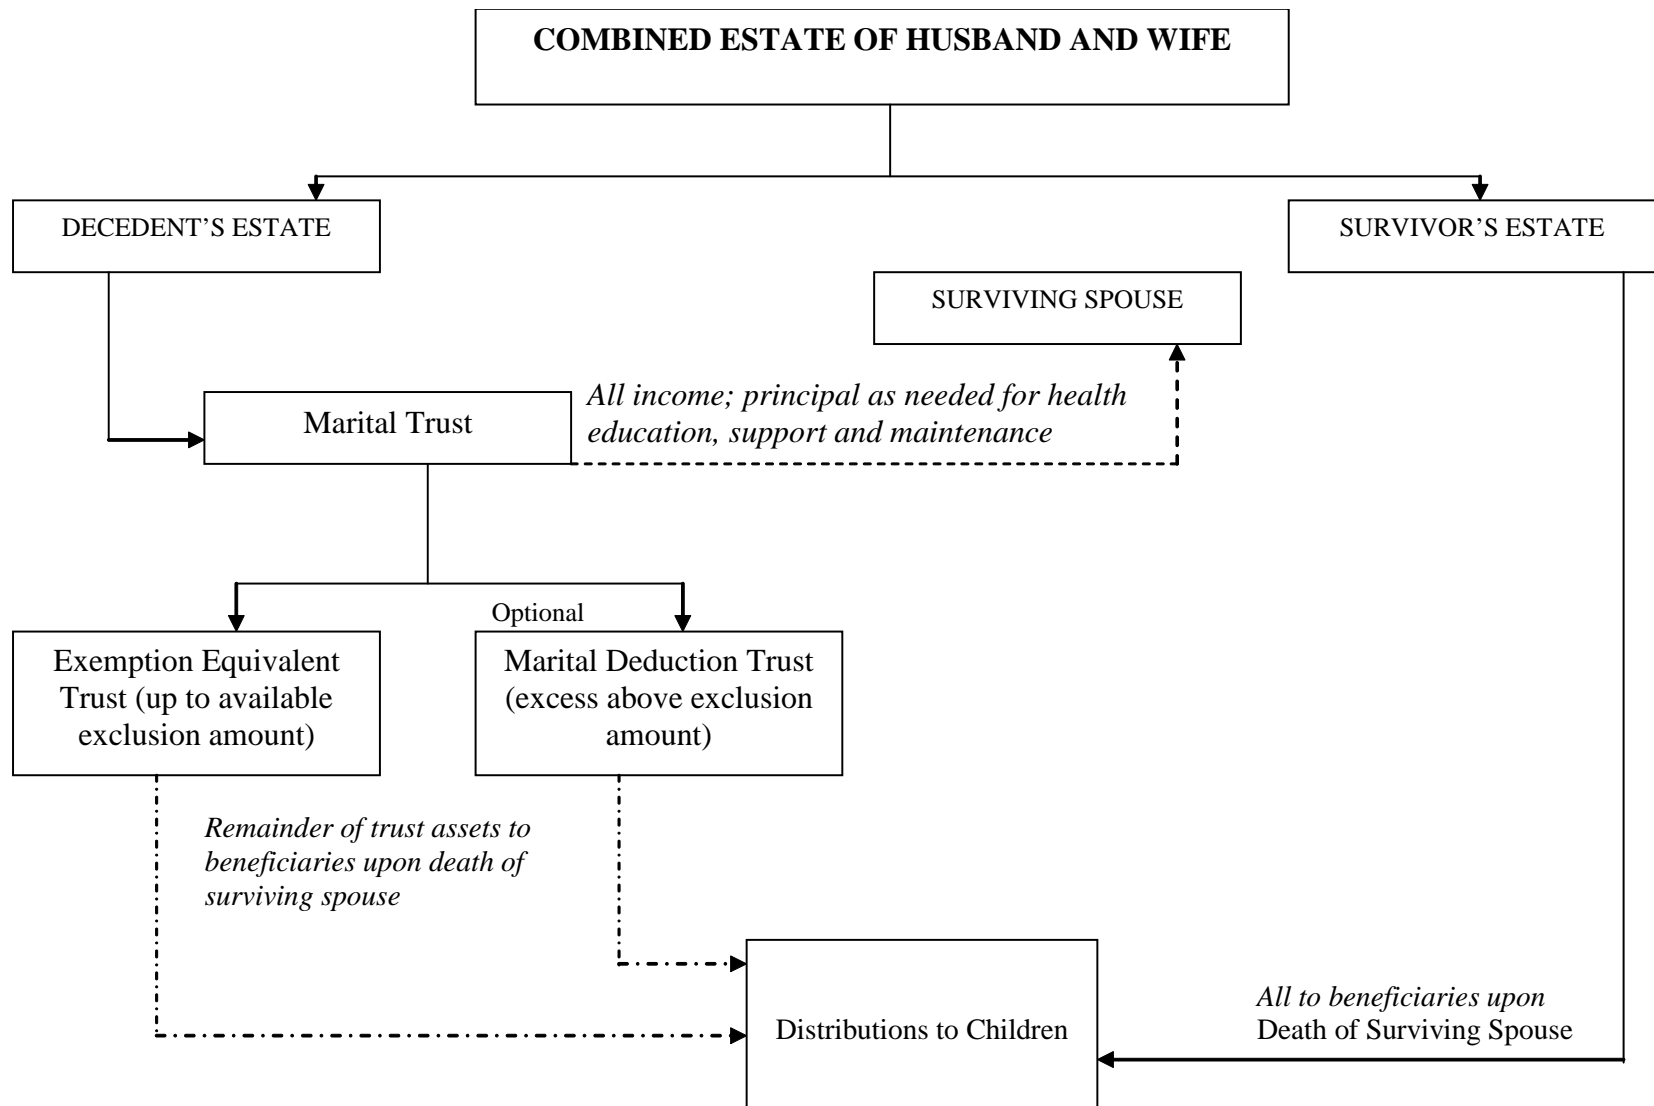 COMBINED ESTATE OF HUSBAND AND WIFE
DECEDENT’S ESTATE
SURVIVOR’S ESTATE
SURVIVING SPOUSE
Marital Trust
All income; principal as needed for health
education, support and maintenance
Optional
Exemption Equivalent
Trust (up to available
exclusion amount)
Marital Deduction Trust
(excess above exclusion
amount)
Remainder of trust assets to
beneficiaries upon death of
surviving spouse
All to beneficiaries upon
Death of Surviving Spouse
Distributions to Children